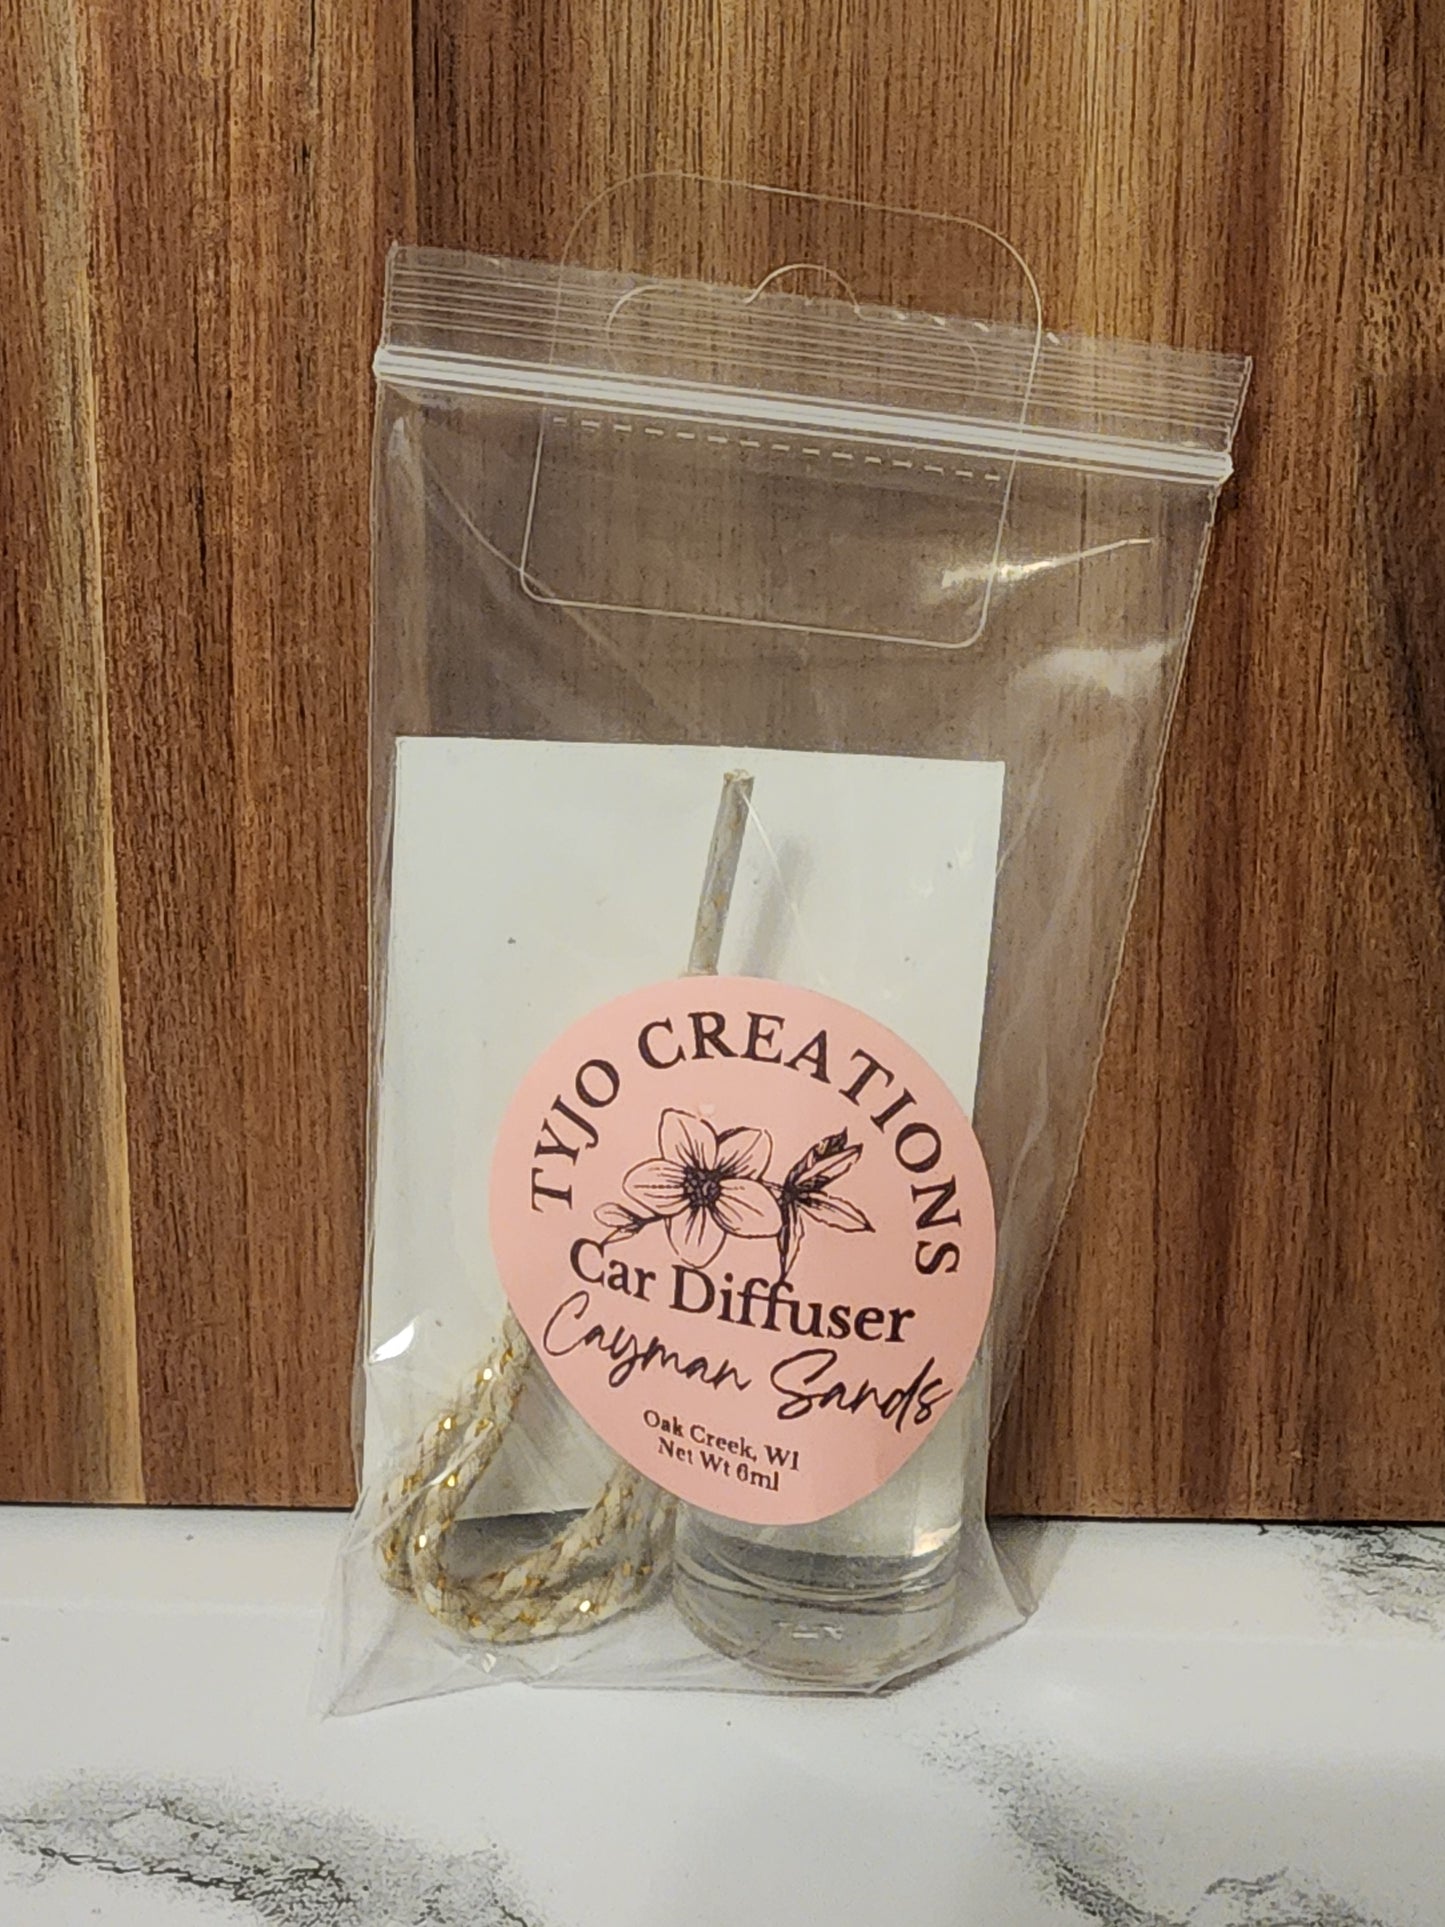 TYJO CREATIONS
Car Diffuser
Cayman Sands
Oak Creek, WI
Net Wt 6ml